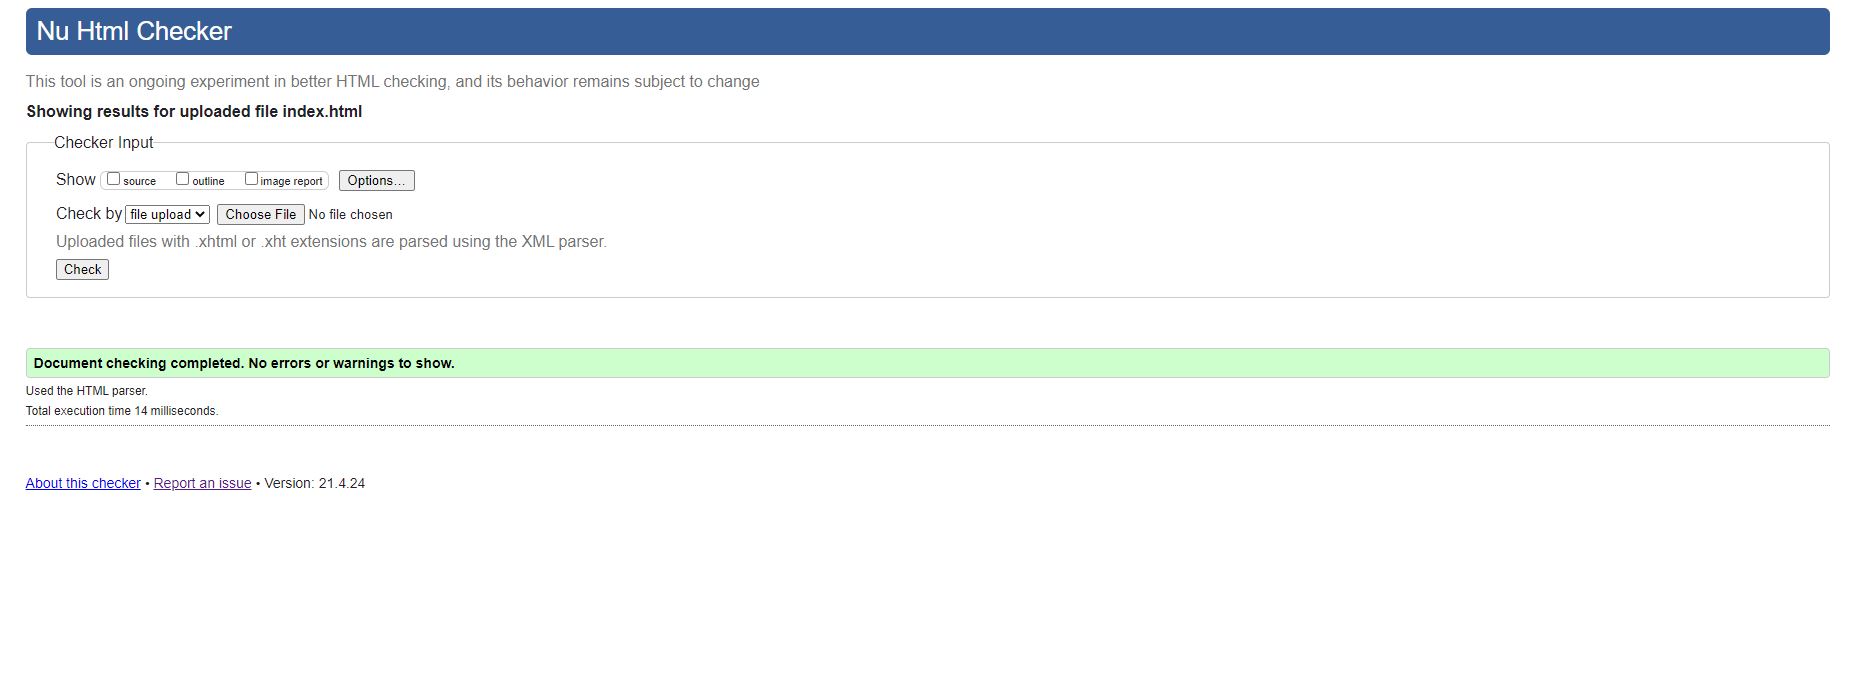 Nu Html Checker
This tool is an ongoing experiment in better HTML checking, and its behavior remains subject to change
Showing results for uploaded file index.html
Checker Input
Show source outline image report Options...
Check by file upload Choose File No file chosen
Uploaded files with .xhtml or .xht extensions are parsed using the XML parser.
Check
Document checking completed. No errors or warnings to show.
Used the HTML parser.
Total execution time 14 milliseconds.
About this checker • Report an issue • Version: 21.4.24